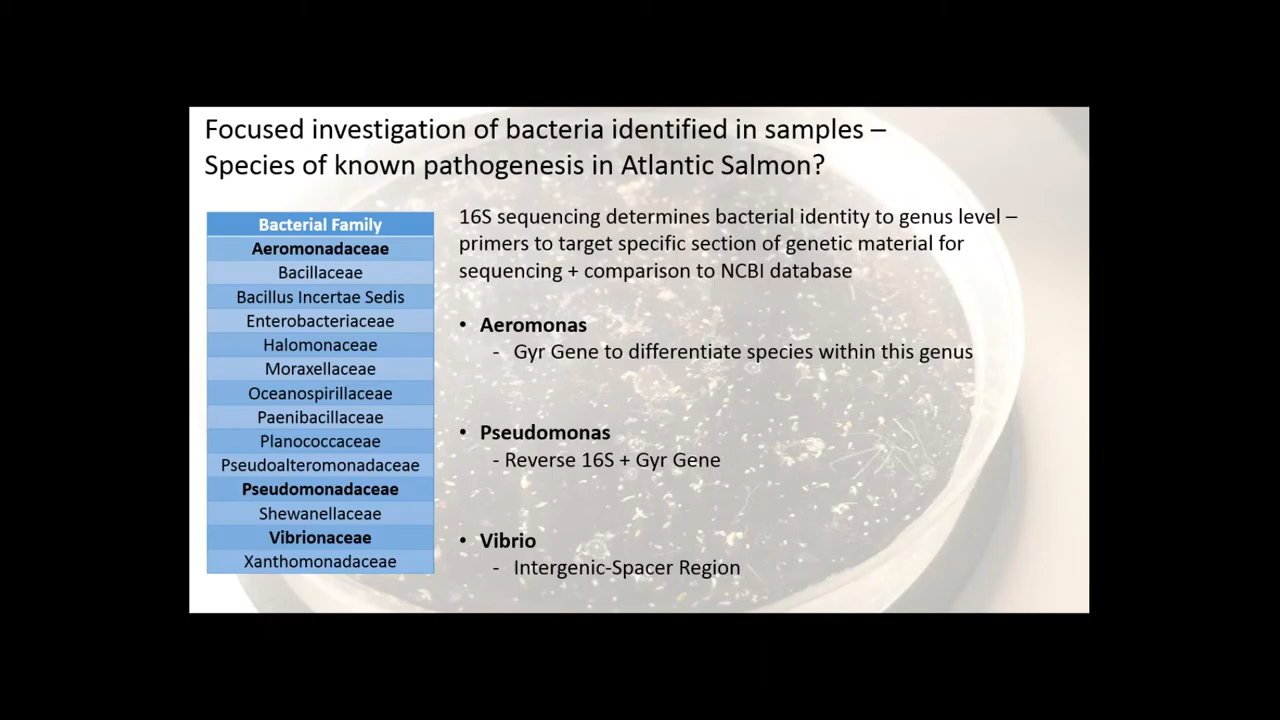 Focused investigation of bacteria identified in samples –
Species of known pathogenesis in Atlantic Salmon?
Bacterial Family
Aeromonadaceae
Bacillaceae
Bacillus Incertae Sedis
Enterobacteriaceae
Halomonaceae
Moraxellaceae
Oceanospirillaceae
Paenibacillaceae
Planococcaceae
Pseudoalteromonadaceae
Pseudomonadaceae
Shewanellaceae
Vibrionaceae
Xanthomonadaceae
16S sequencing determines bacterial identity to genus level –
primers to target specific section of genetic material for
sequencing + comparison to NCBI database
• Aeromonas
- Gyr Gene to differentiate species within this genus
• Pseudomonas
- Reverse 16S + Gyr Gene
• Vibrio
- Intergenic-Spacer Region